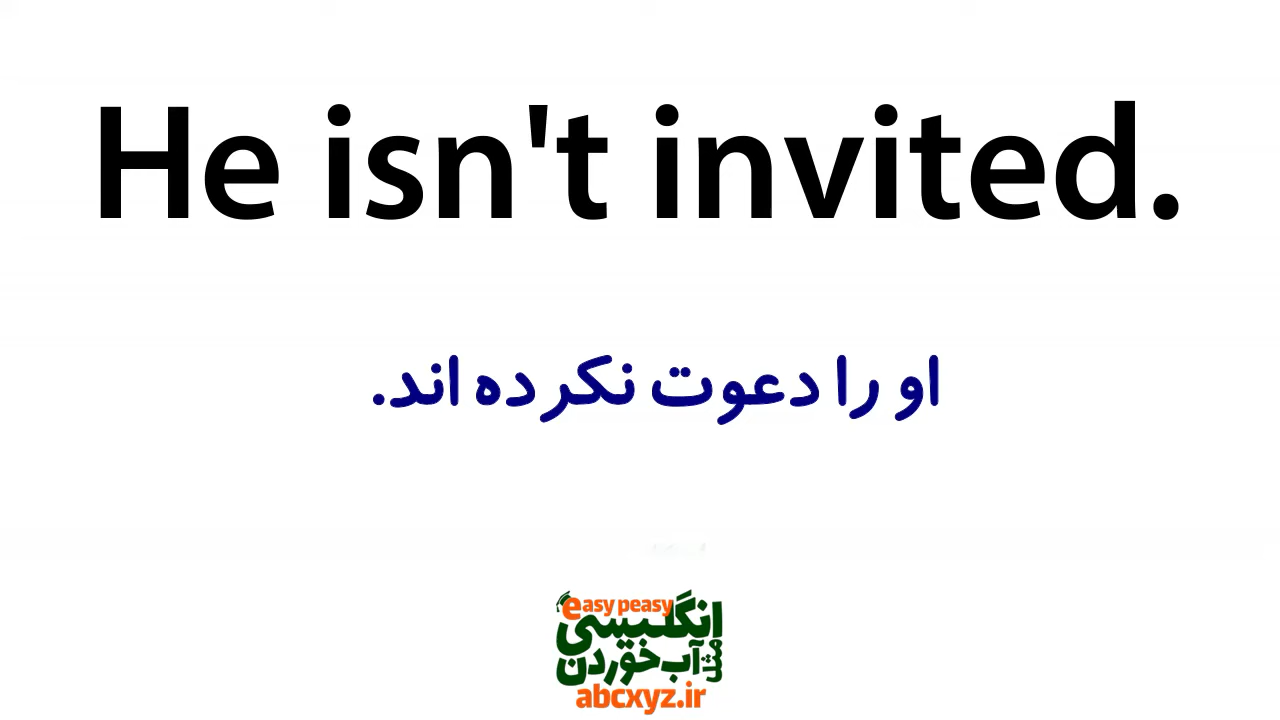 He isn't invited.
او را دعوت نکرده اند.
easy peasy
انگلیسی
مثل آب خوردن
abcxyz.ir